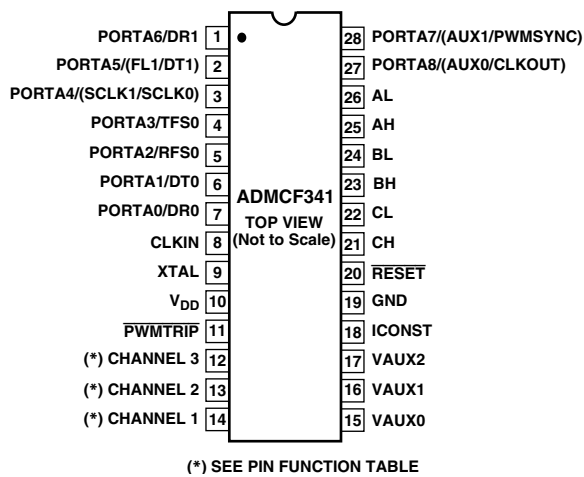 PORTA6/DR1 1 28 PORTA7/(AUX1/PWMSYNC)
PORTA5/(FL1/DT1) 2 27 PORTA8/(AUX0/CLKOUT)
PORTA4/(SCLK1/SCLK0) 3 26 AL
PORTA3/TFS0 4 25 AH
PORTA2/RFS0 5 24 BL
PORTA1/DT0 6 23 BH
ADMCF341
PORTA0/DR0 7 22 CL
TOP VIEW
CLKIN 8 (Not to Scale) 21 CH
XTAL 9 20 RESET
VDD 10 19 GND
PWMTRIP 11 18 ICONST
(*) CHANNEL 3 12 17 VAUX2
(*) CHANNEL 2 13 16 VAUX1
(*) CHANNEL 1 14 15 VAUX0
(*) SEE PIN FUNCTION TABLE